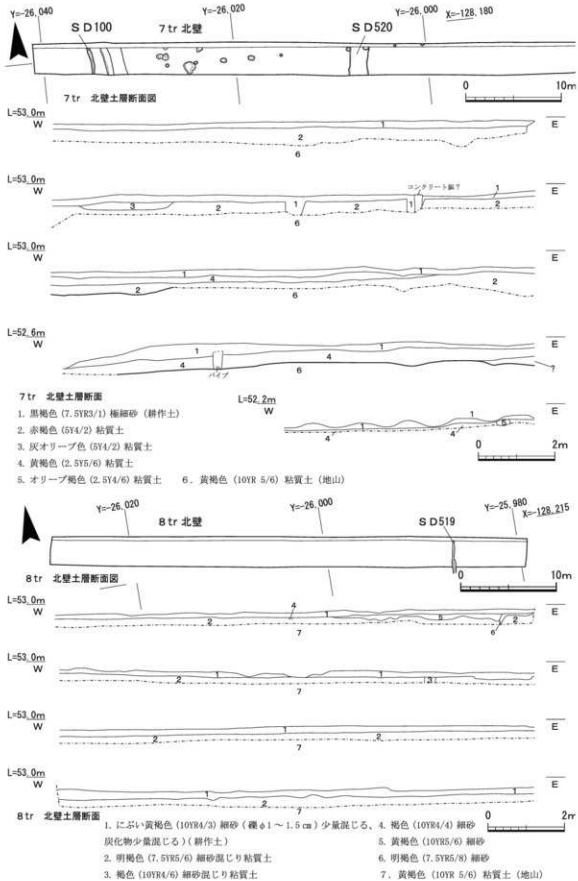 Y=-26,040
Y=-26,020
Y=-26,000
X=-128,180
SD100
7tr 北壁
SD520
0 10m
7tr 北壁土層断面図
L=53.0m
W
E
1
2
6
L=53.0m
W
E
コンクリート鋲?
1
3 2 1 2 1 2
6
L=53.0m
W
E
1 1
4
2 6 2
L=52.6m
W
E
1 1
4 4 6
パイプ
?
7tr 北壁土層断面
1. 黒褐色 (7.5YR3/1) 極細砂 (耕作土)
2. 赤褐色 (5Y4/2) 粘質土
3. 灰オリーブ色 (5Y4/2) 粘質土
4. 黄褐色 (2.5Y5/6) 粘質土
5. オリーブ褐色 (2.5Y4/6) 粘質土 6. 黄褐色 (10YR 5/6) 粘質土 (地山)
L=52.2m
W
E
1 1 5
4 4
0 2m
Y=-26,020
Y=-26,000
Y=-25,980
X=-128,215
8tr 北壁
SD519
0 10m
8tr 北壁土層断面図
L=53.0m
W
E
4
2 1 5 2
7 6
L=53.0m
W
E
2 1 1 3
7
L=53.0m
W
E
1
2 2
7
L=53.0m
W
E
1 1
2
7
8tr 北壁土層断面
1. にぶい黄褐色 (10YR4/3) 細砂 (礫φ1~1.5cm) 少量混じる、
炭化物少量混じる) (耕作土)
2. 明褐色 (7.5YR5/6) 細砂混じり粘質土
3. 褐色 (10YR4/6) 細砂混じり粘質土
4. 褐色 (10YR4/4) 細砂
5. 黄褐色 (10YR5/6) 細砂
6. 明褐色 (7.5YR5/8) 細砂
7. 黄褐色 (10YR 5/6) 粘質土 (地山)
0 2m